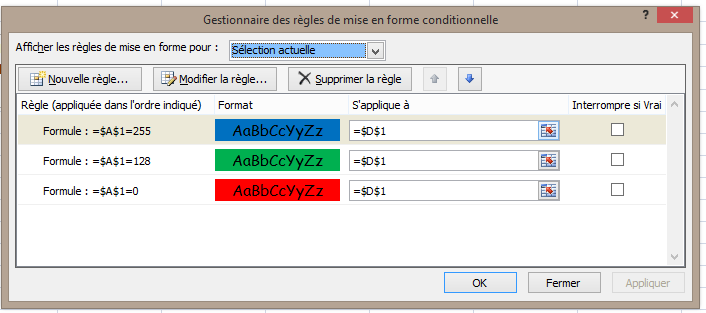 Gestionnaire des règles de mise en forme conditionnelle
Afficher les règles de mise en forme pour : Sélection actuelle
Nouvelle règle... Modifier la règle... Supprimer la règle
Règle (appliquée dans l'ordre indiqué) Format S'applique à Interrompre si Vrai
Formule : =$A$1=255 AaBbCcYyZz =$D$1
Formule : =$A$1=128 AaBbCcYyZz =$D$1
Formule : =$A$1=0 AaBbCcYyZz =$D$1
OK Fermer Appliquer